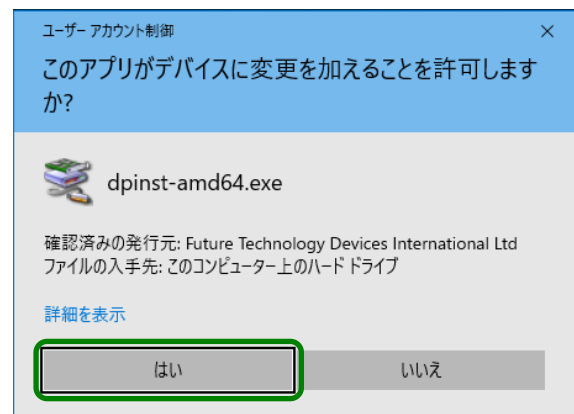 ユーザー アカウント制御
このアプリがデバイスに変更を加えることを許可します
か?
dpinst-amd64.exe
確認済みの発行元: Future Technology Devices International Ltd
ファイルの入手先: このコンピューター上のハード ドライブ
詳細を表示
はい
いいえ